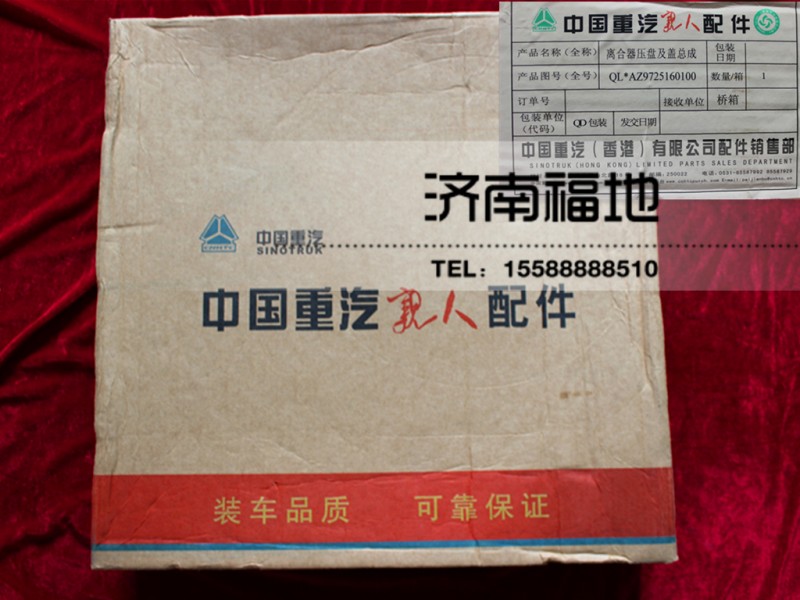 中国重汽亲人配件
产品名称（全称） 离合器压盘及盖总成 包装日期
产品图号（全号） QL*AZ9725160100 数量/箱 1
订单号 接收单位 桥箱
包装单位（代码） QD包装 发交日期
中国重汽（香港）有限公司配件销售部
SINOTRUK (HONG KONG) LIMITED PARTS SALES DEPARTMENT
济南福地
TEL：15588888510
中国重汽
SINOTRUK
中国重汽亲人配件
装车品质 可靠保证